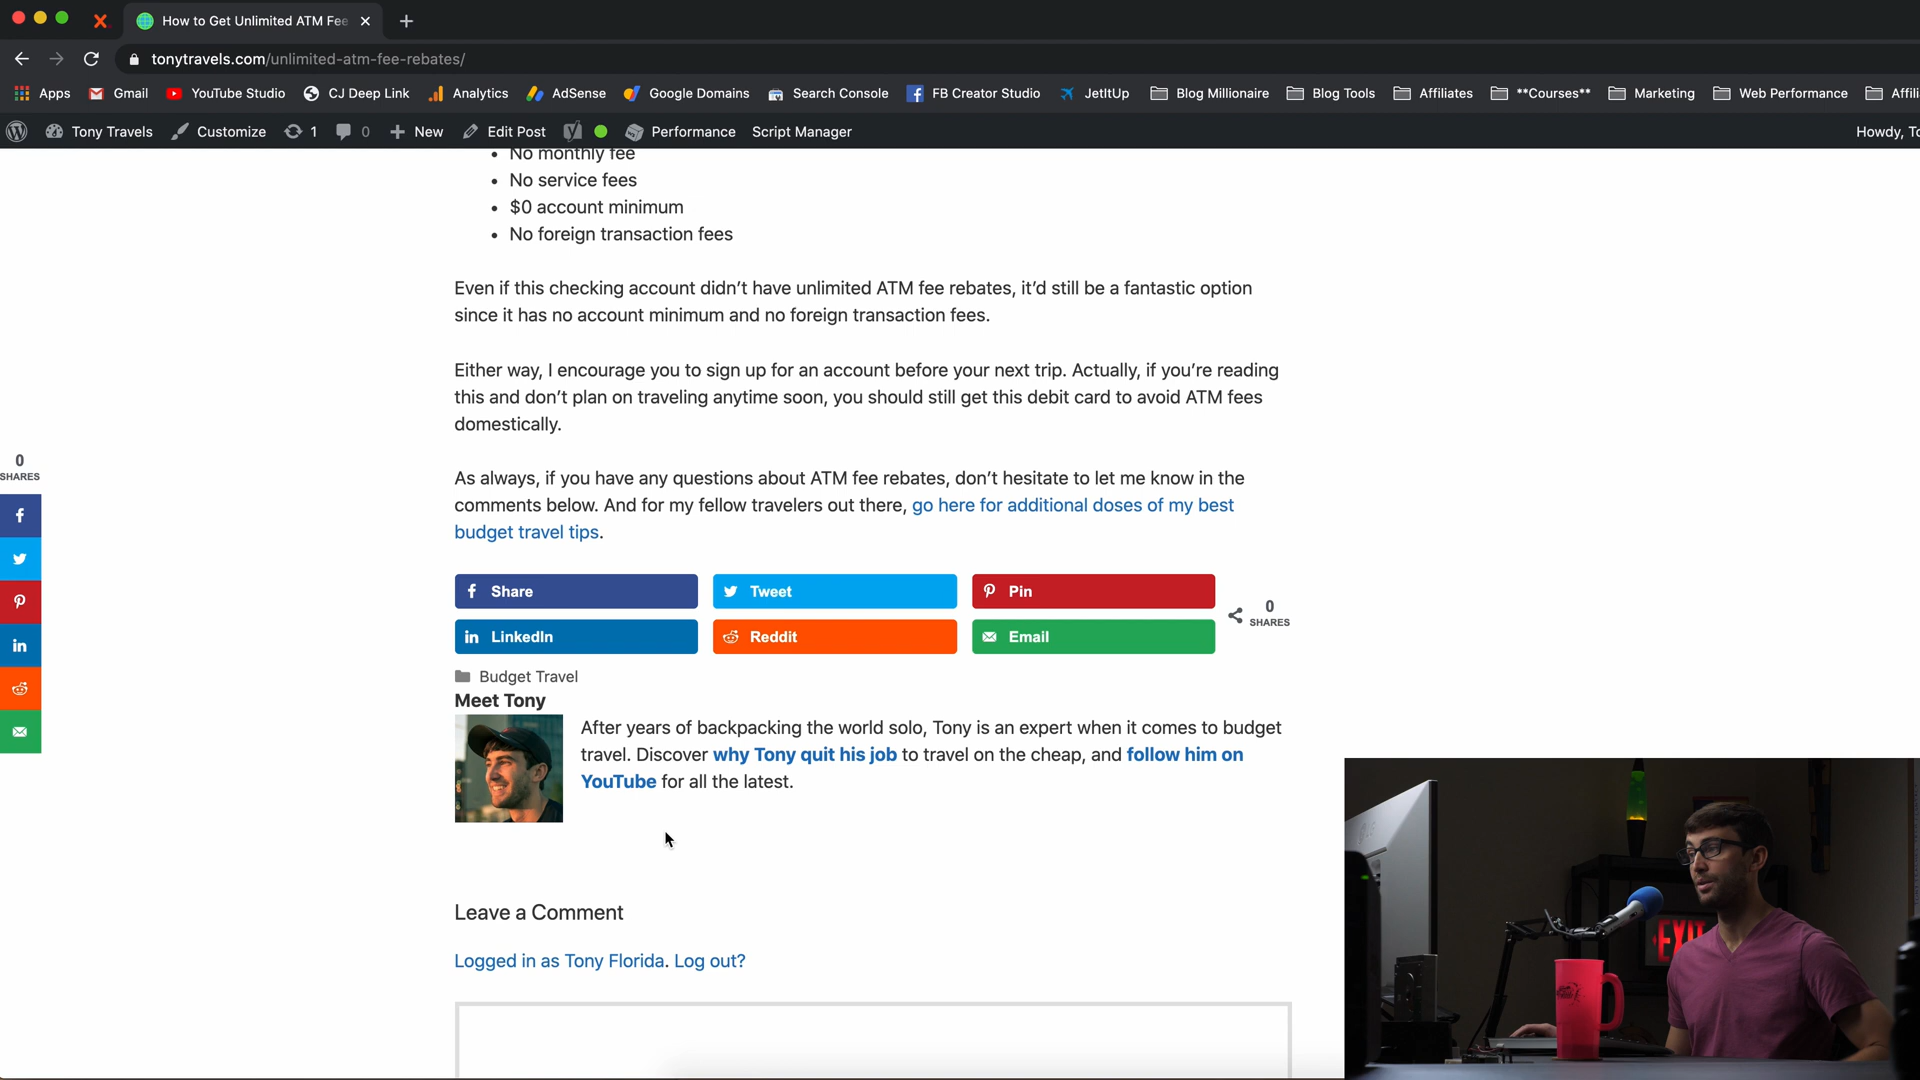 How to Get Unlimited ATM Fee
tonytravels.com/unlimited-atm-fee-rebates/
Apps
Gmail
YouTube Studio
CJ Deep Link
Analytics
AdSense
Google Domains
Search Console
FB Creator Studio
JetItUp
Blog Millionaire
Blog Tools
Affiliates
**Courses**
Marketing
Web Performance
Affili
Tony Travels
Customize
1
0
New
Edit Post
Performance
Script Manager
Howdy, To
• No monthly fee
• No service fees
• $0 account minimum
• No foreign transaction fees
Even if this checking account didn't have unlimited ATM fee rebates, it'd still be a fantastic option
since it has no account minimum and no foreign transaction fees.
Either way, I encourage you to sign up for an account before your next trip. Actually, if you're reading
this and don't plan on traveling anytime soon, you should still get this debit card to avoid ATM fees
domestically.
As always, if you have any questions about ATM fee rebates, don't hesitate to let me know in the
comments below. And for my fellow travelers out there, go here for additional doses of my best
budget travel tips.
0
SHARES
Share
Tweet
Pin
LinkedIn
Reddit
Email
0
SHARES
Budget Travel
Meet Tony
After years of backpacking the world solo, Tony is an expert when it comes to budget
travel. Discover why Tony quit his job to travel on the cheap, and follow him on
YouTube for all the latest.
Leave a Comment
Logged in as Tony Florida. Log out?
EXIT